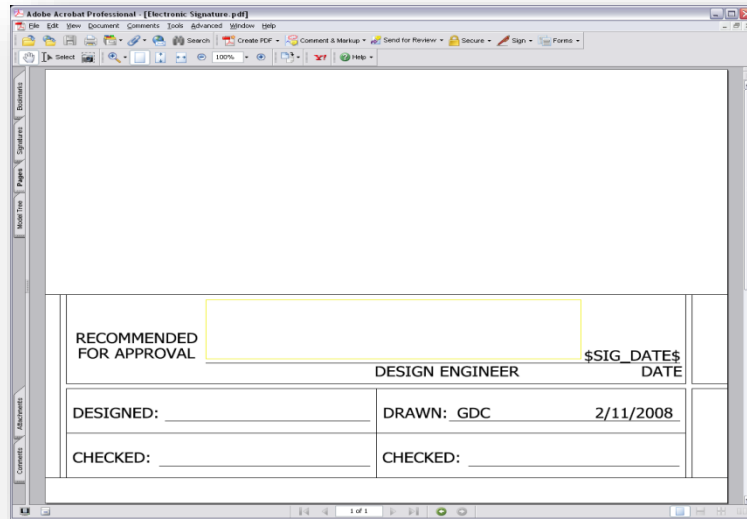 Adobe Acrobat Professional - [Electronic Signature.pdf]
File Edit View Document Comments Tools Advanced Window Help
Search Create PDF Comment & Markup Send for Review Secure Sign Forms
Select 100% Y! Help
Bookmarks
Signatures
Pages
Model Tree
Attachments
Comments
RECOMMENDED
FOR APPROVAL
$SIG_DATE$
DESIGN ENGINEER DATE
DESIGNED: DRAWN: GDC 2/11/2008
CHECKED: CHECKED:
1 of 1